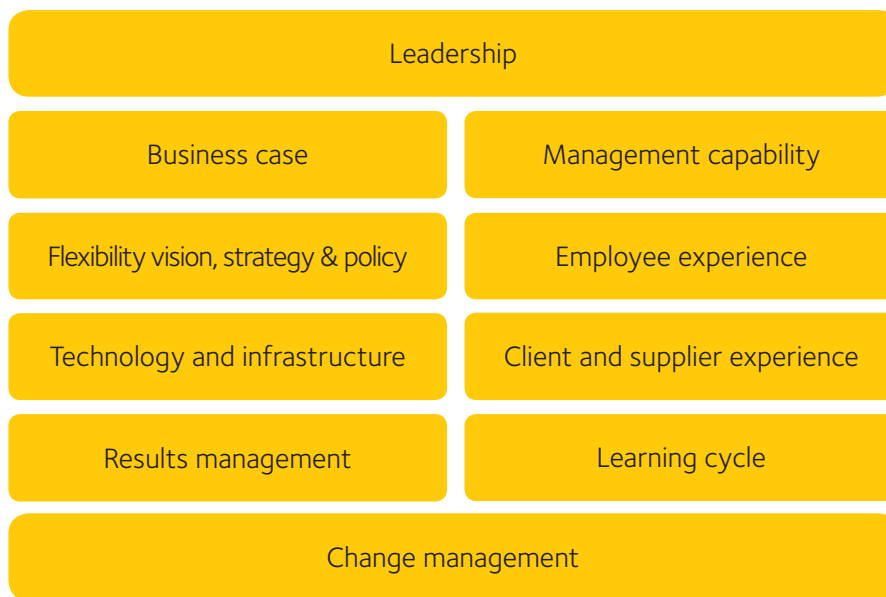 Leadership
Business case
Management capability
Flexibility vision, strategy & policy
Employee experience
Technology and infrastructure
Client and supplier experience
Results management
Learning cycle
Change management